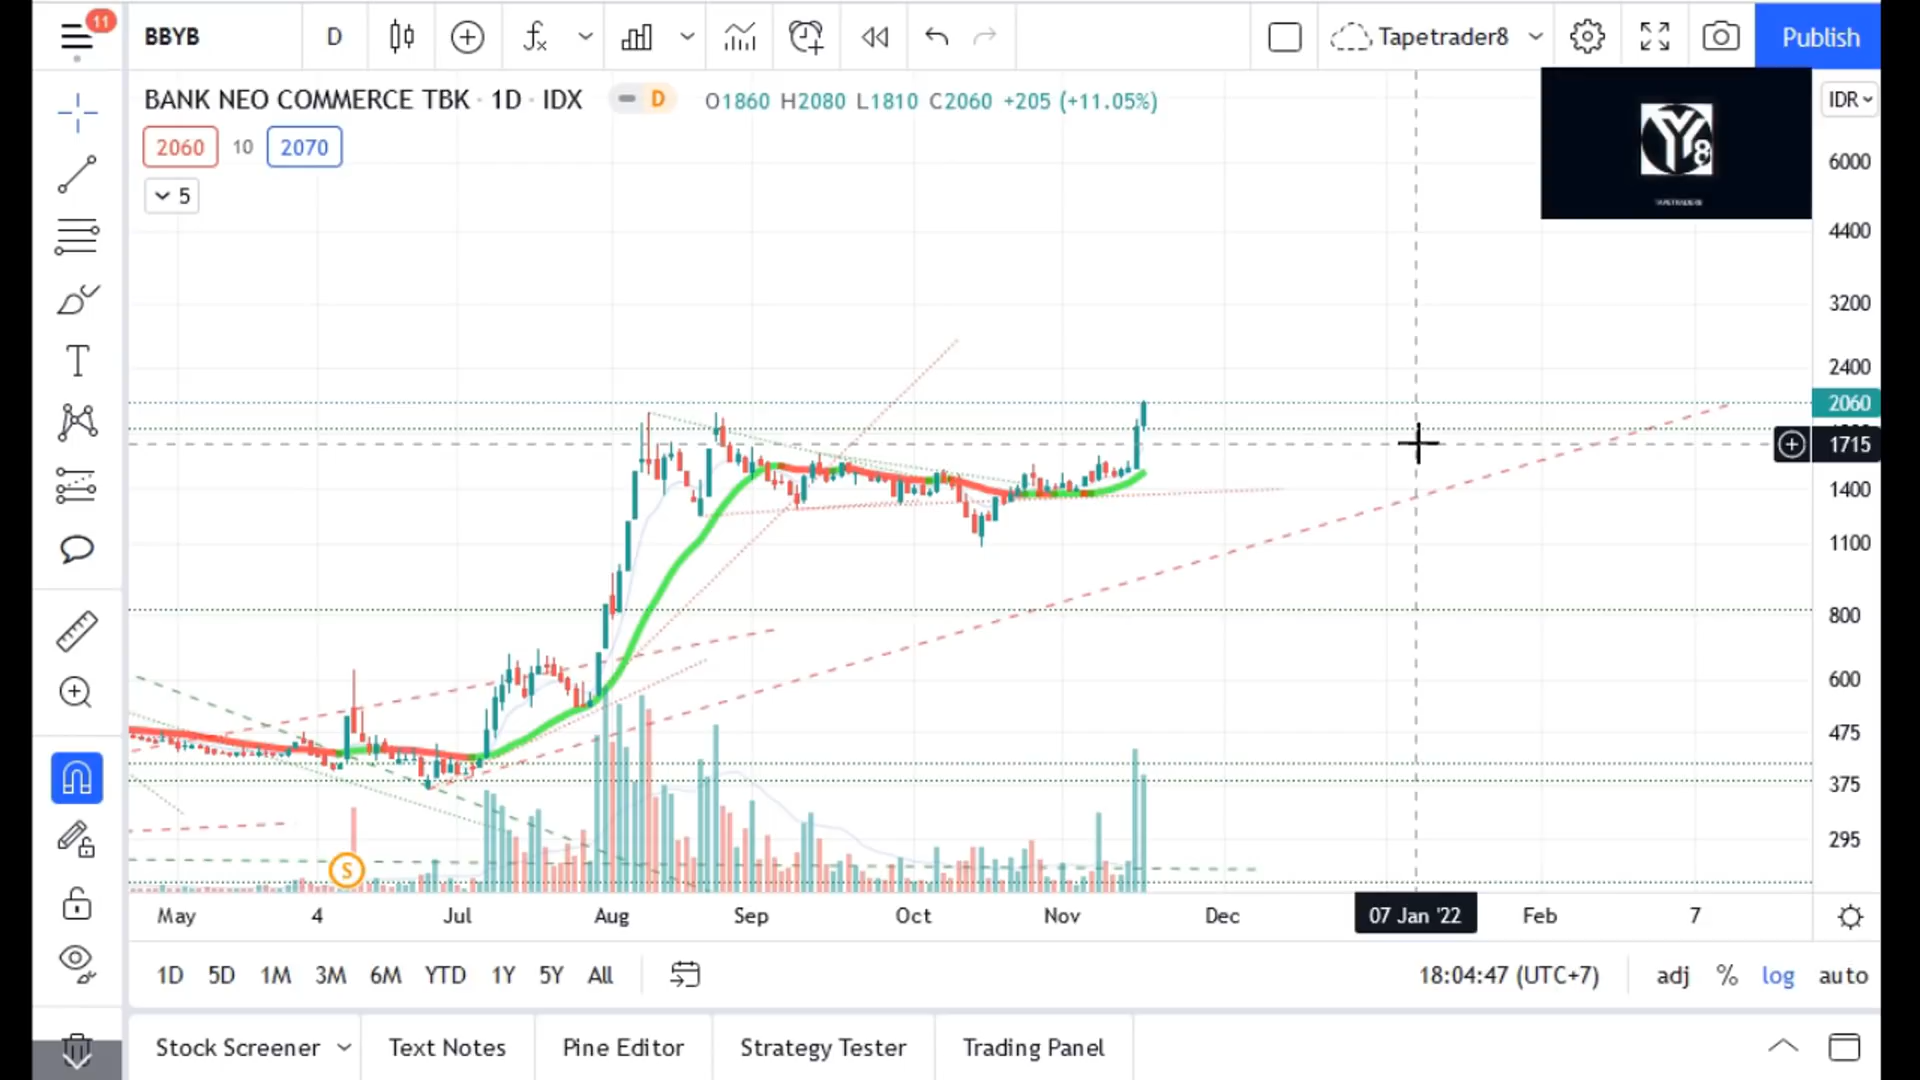 11
BBYB
D
Tapetrader8
Publish
BANK NEO COMMERCE TBK · 1D · IDX
D
O1860 H2080 L1810 C2060 +205 (+11.05%)
IDR
2060 10 2070
5
Y8
TAPETRADER8
6000
4400
3200
2400
2060
1715
1400
1100
800
600
475
375
295
S
May 4 Jul Aug Sep Oct Nov Dec 07 Jan '22 Feb 7
1D 5D 1M 3M 6M YTD 1Y 5Y All
18:04:47 (UTC+7) adj % log auto
Stock Screener Text Notes Pine Editor Strategy Tester Trading Panel